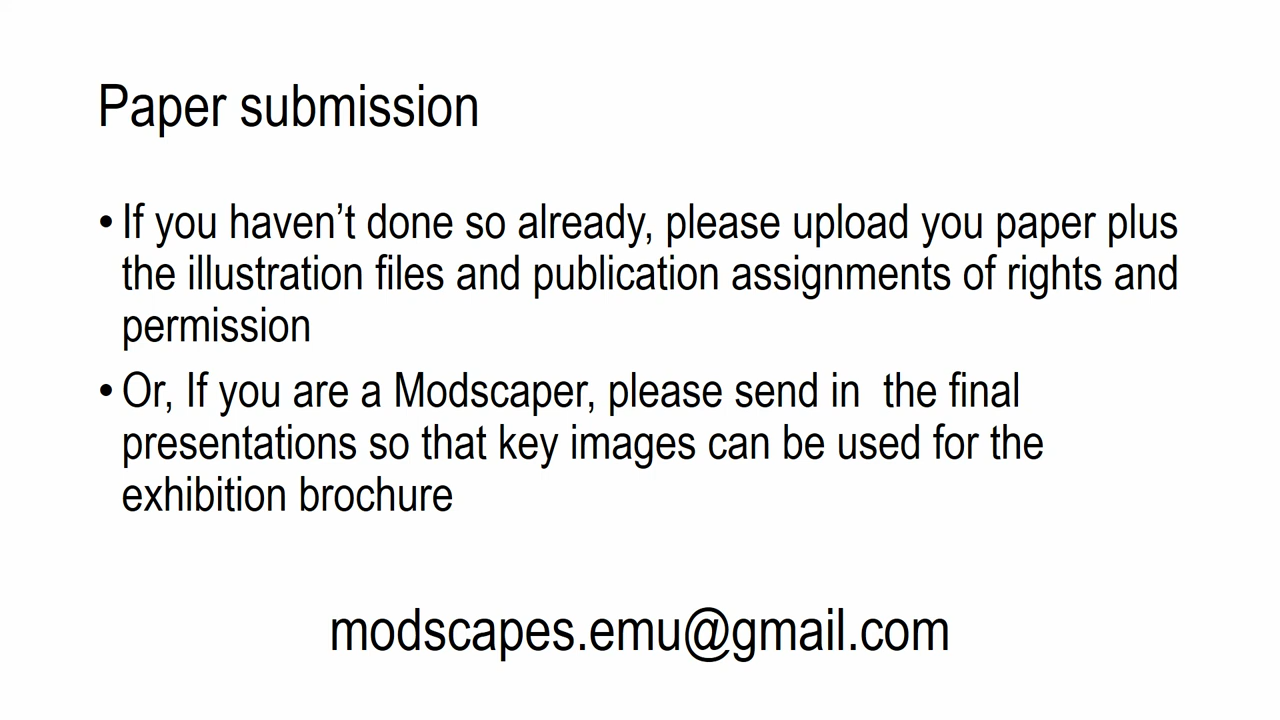 Paper submission
• If you haven’t done so already, please upload you paper plus
the illustration files and publication assignments of rights and
permission
• Or, If you are a Modscaper, please send in  the final
presentations so that key images can be used for the
exhibition brochure
modscapes.emu@gmail.com